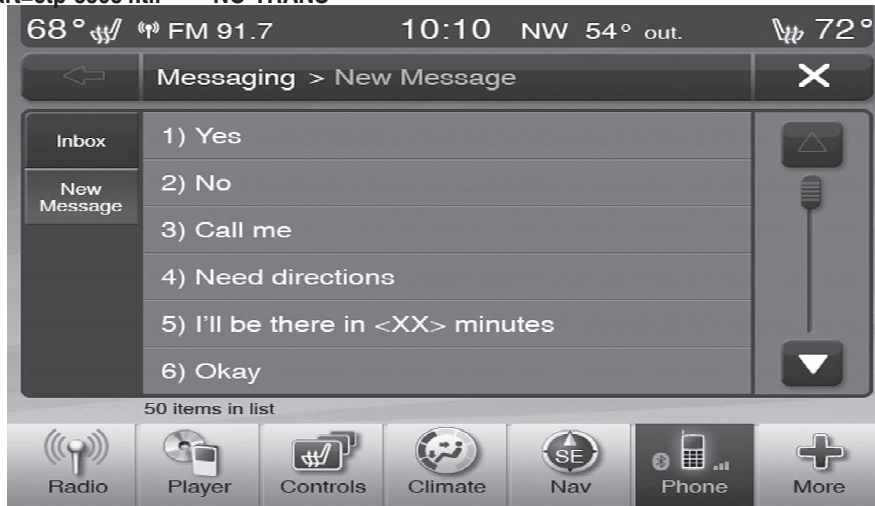 68° FM 91.7 10:10 NW 54° out. 72°
Messaging > New Message
Inbox
New
Message
1) Yes
2) No
3) Call me
4) Need directions
5) I'll be there in <XX> minutes
6) Okay
50 items in list
SE
Radio Player Controls Climate Nav Phone More